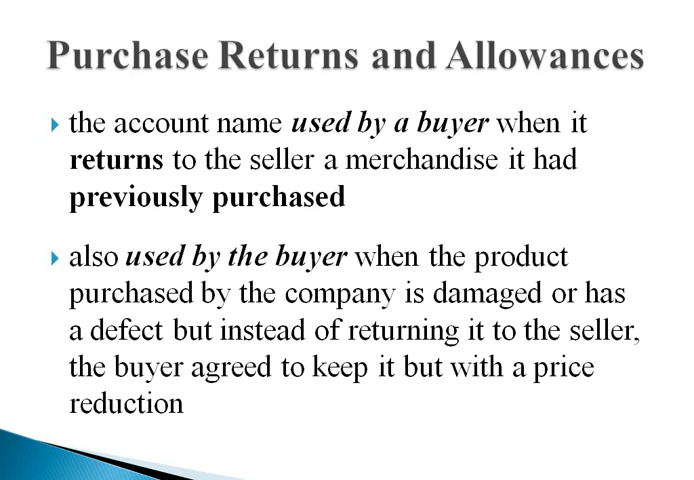 Purchase Returns and Allowances
the account name used by a buyer when it
returns to the seller a merchandise it had
previously purchased
also used by the buyer when the product
purchased by the company is damaged or has
a defect but instead of returning it to the seller,
the buyer agreed to keep it but with a price
reduction